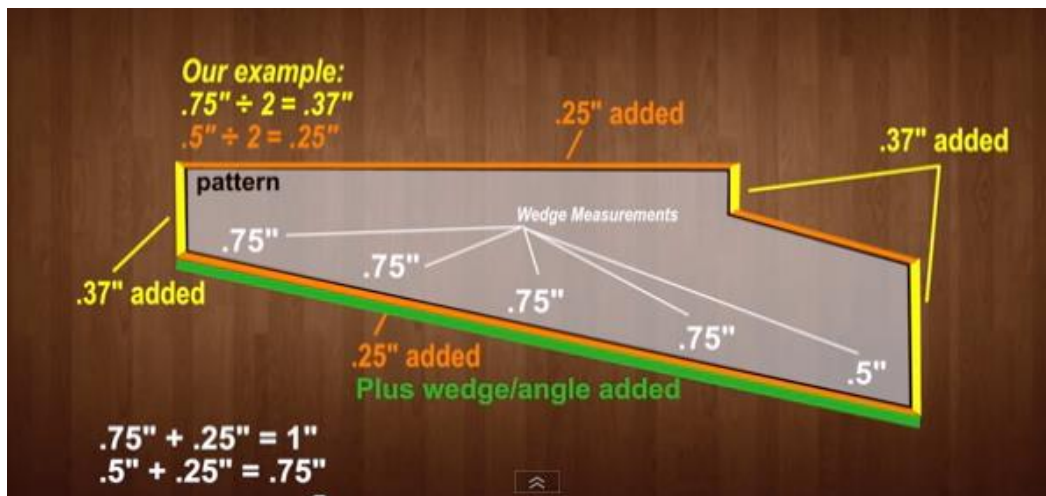 Our example:
.75" ÷ 2 = .37"
.5" ÷ 2 = .25"
.25" added
.37" added
pattern
Wedge Measurements
.75"
.75"
.75"
.75"
.5"
.37" added
.25" added
Plus wedge/angle added
.75" + .25" = 1"
.5" + .25" = .75"